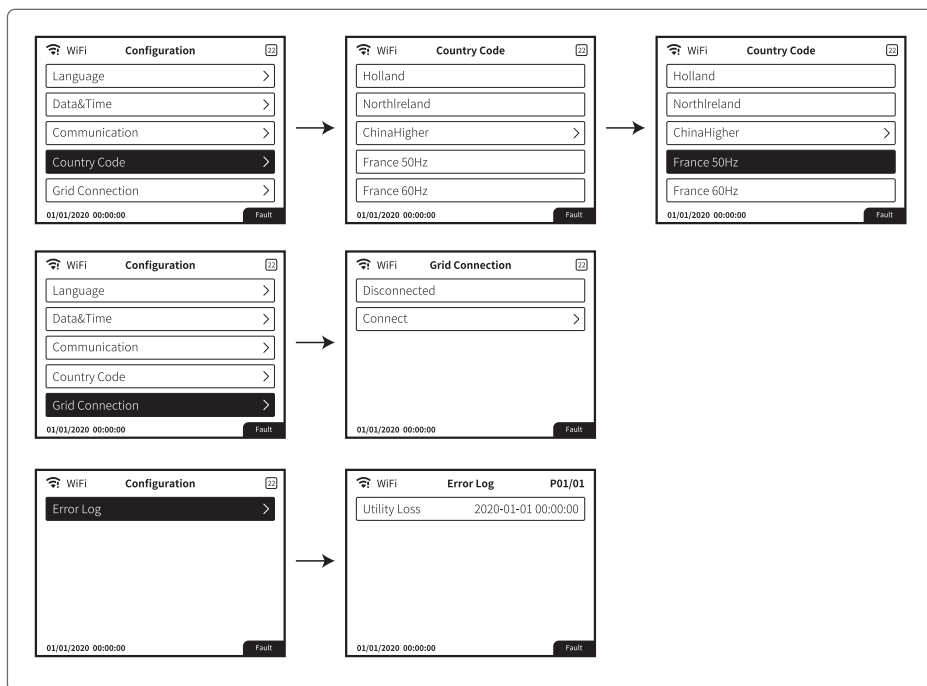 WiFi Configuration 22
Language >
Data&Time >
Communication >
Country Code >
Grid Connection >
01/01/2020 00:00:00 Fault
WiFi Country Code 22
Holland
NorthIreland
ChinaHigher >
France 50Hz
France 60Hz
01/01/2020 00:00:00 Fault
WiFi Country Code 22
Holland
NorthIreland
ChinaHigher >
France 50Hz
France 60Hz
01/01/2020 00:00:00 Fault
WiFi Configuration 22
Language >
Data&Time >
Communication >
Country Code >
Grid Connection >
01/01/2020 00:00:00 Fault
WiFi Grid Connection 22
Disconnected
Connect >
01/01/2020 00:00:00 Fault
WiFi Configuration 22
Error Log >
01/01/2020 00:00:00 Fault
WiFi Error Log P01/01
Utility Loss 2020-01-01 00:00:00
01/01/2020 00:00:00 Fault